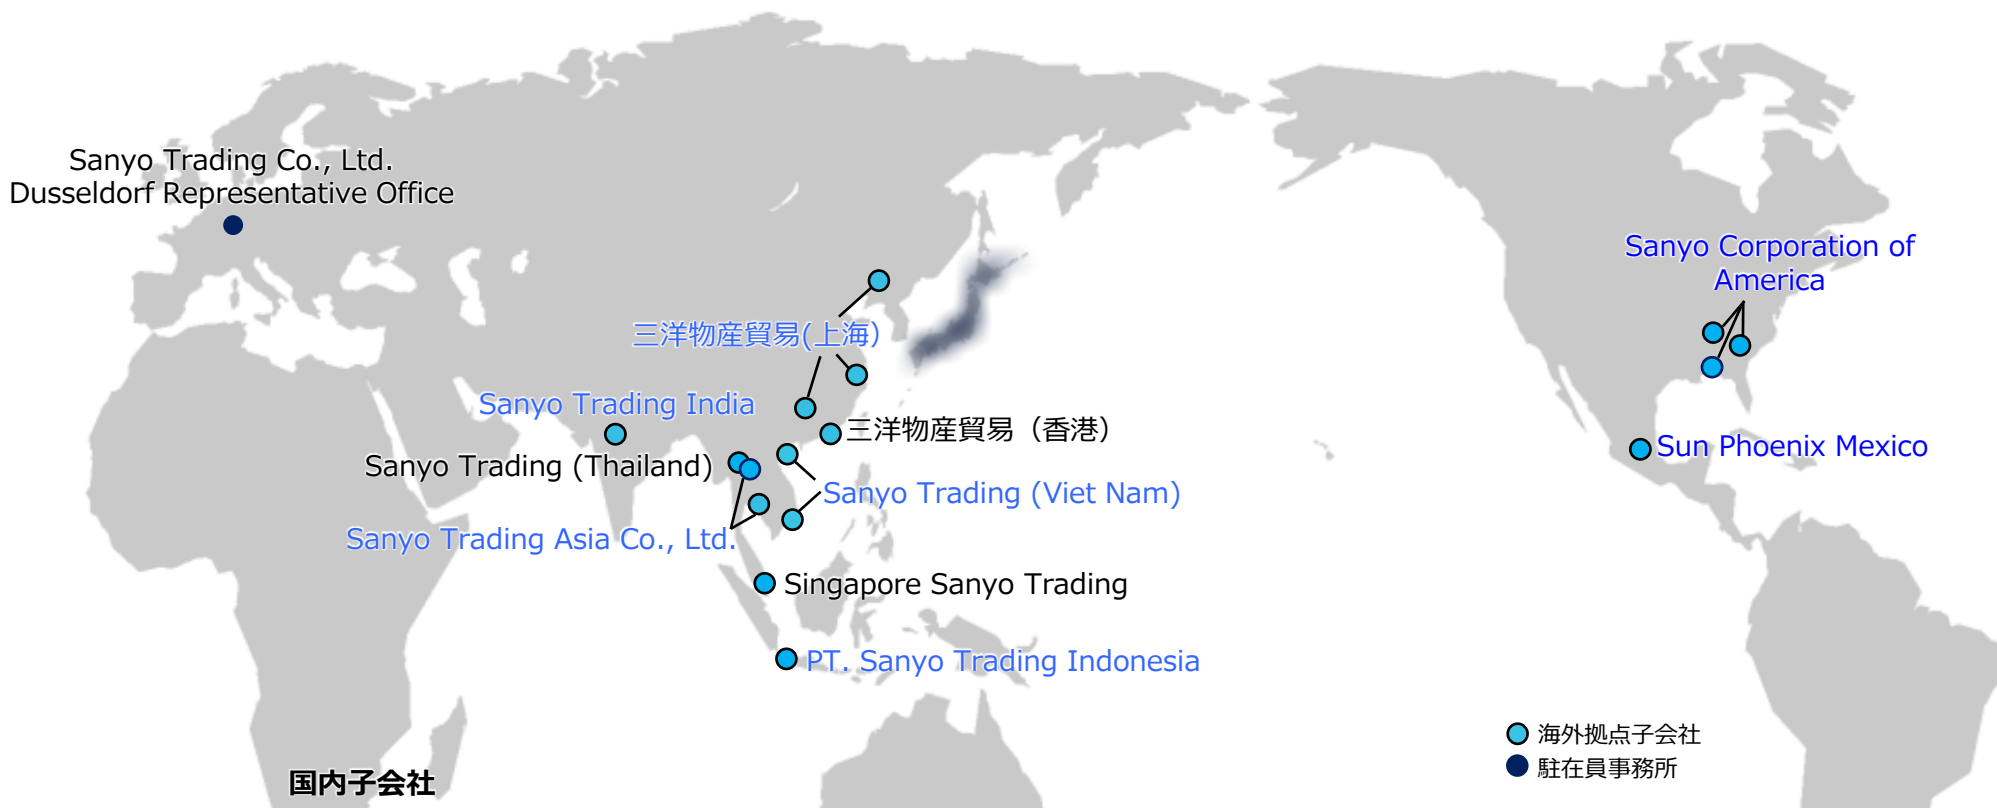 Sanyo Trading Co., Ltd.
Dusseldorf Representative Office
Sanyo Corporation of
America
三洋物産貿易(上海）
Sanyo Trading India
三洋物産貿易（香港）
Sun Phoenix Mexico
Sanyo Trading (Thailand)
Sanyo Trading (Viet Nam)
Sanyo Trading Asia Co., Ltd.
Singapore Sanyo Trading
PT. Sanyo Trading Indonesia
海外拠点子会社
駐在員事務所
国内子会社